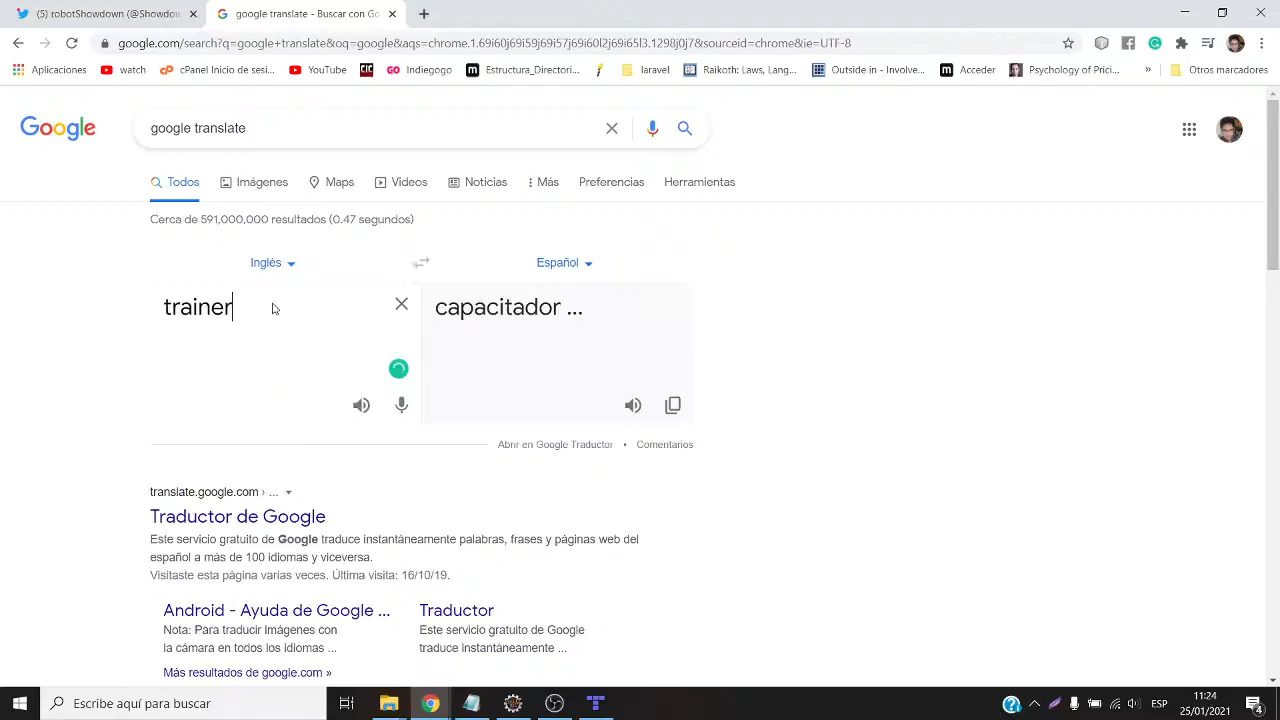 (5) robotShowdown (@Showdow
google translate - Buscar con Go
google.com/search?q=google+translate&oq=google&aqs=chrome.1.69i60j69i59j69i57j69i60l2j69i65l3.1298j0j7&sourceid=chrome&ie=UTF-8
Aplicaciones watch cPanel Inicio de sesi... YouTube CIC Indiegogo Estructura_Directori... laravel Raikoth: Laws, Lang... Outside in - Involve... Acceder Psychology of Prici... » Otros marcadores
Google
google translate
Todos Imágenes Maps Videos Noticias Más Preferencias Herramientas
Cerca de 591,000,000 resultados (0.47 segundos)
Inglés Español
trainer
capacitador ...
Abrir en Google Traductor • Comentarios
translate.google.com › ...
Traductor de Google
Este servicio gratuito de Google traduce instantáneamente palabras, frases y páginas web del
español a más de 100 idiomas y viceversa.
Visitaste esta página varias veces. Última visita: 16/10/19.
Android - Ayuda de Google ...
Nota: Para traducir imágenes con
la cámara en todos los idiomas ...
Traductor
Este servicio gratuito de Google
traduce instantáneamente ...
Más resultados de google.com »
Escribe aquí para buscar
ESP
11:24
25/01/2021
4